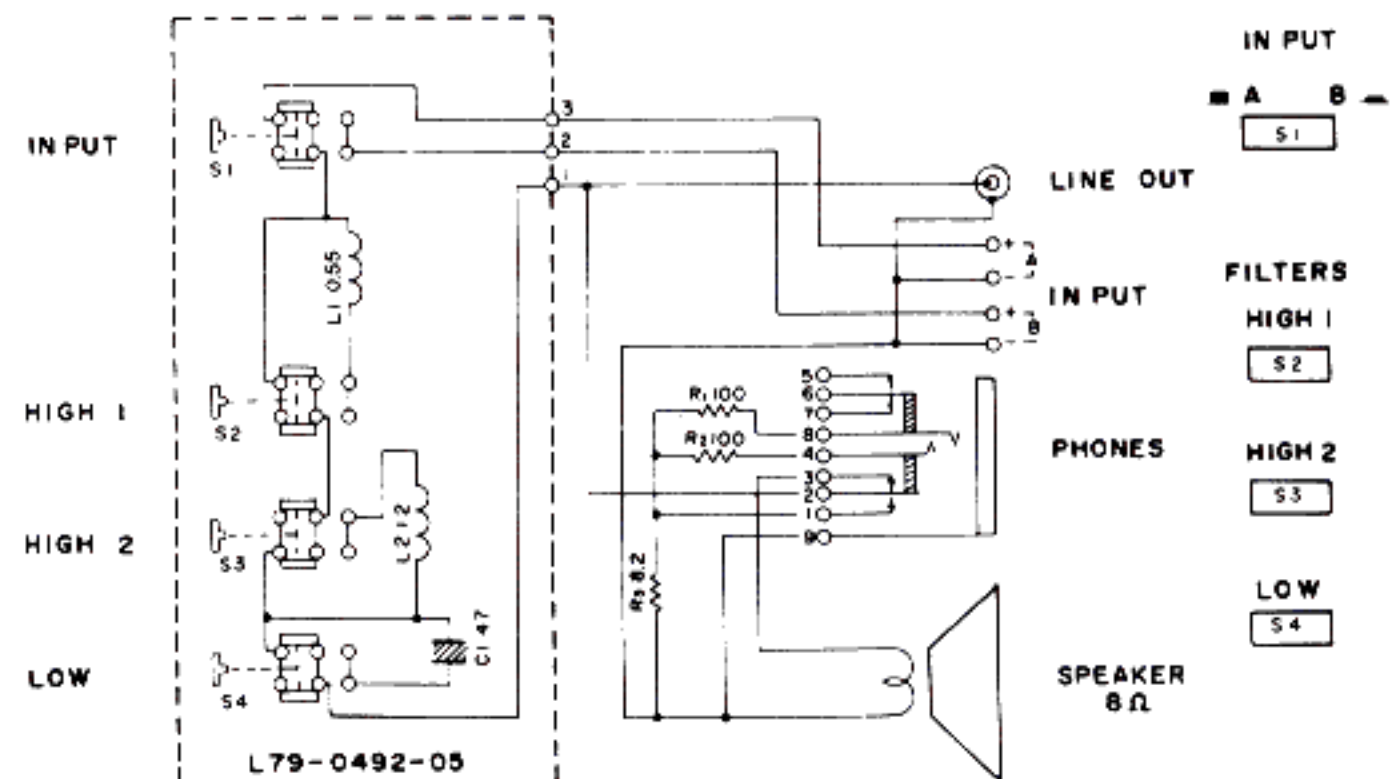 IN PUT
HIGH 1
HIGH 2
LOW
S1
L1 0.55
S2
S3
L2 1.2
C1 47
S4
L79-0492-05
3
2
1
LINE OUT
+
-
A
+
-
B
IN PUT
R1 100
R2 100
R3 8.2
5
6
7
8
4
3
2
1
9
PHONES
SPEAKER
8Ω
IN PUT
A B
S1
FILTERS
HIGH 1
S2
HIGH 2
S3
LOW
S4